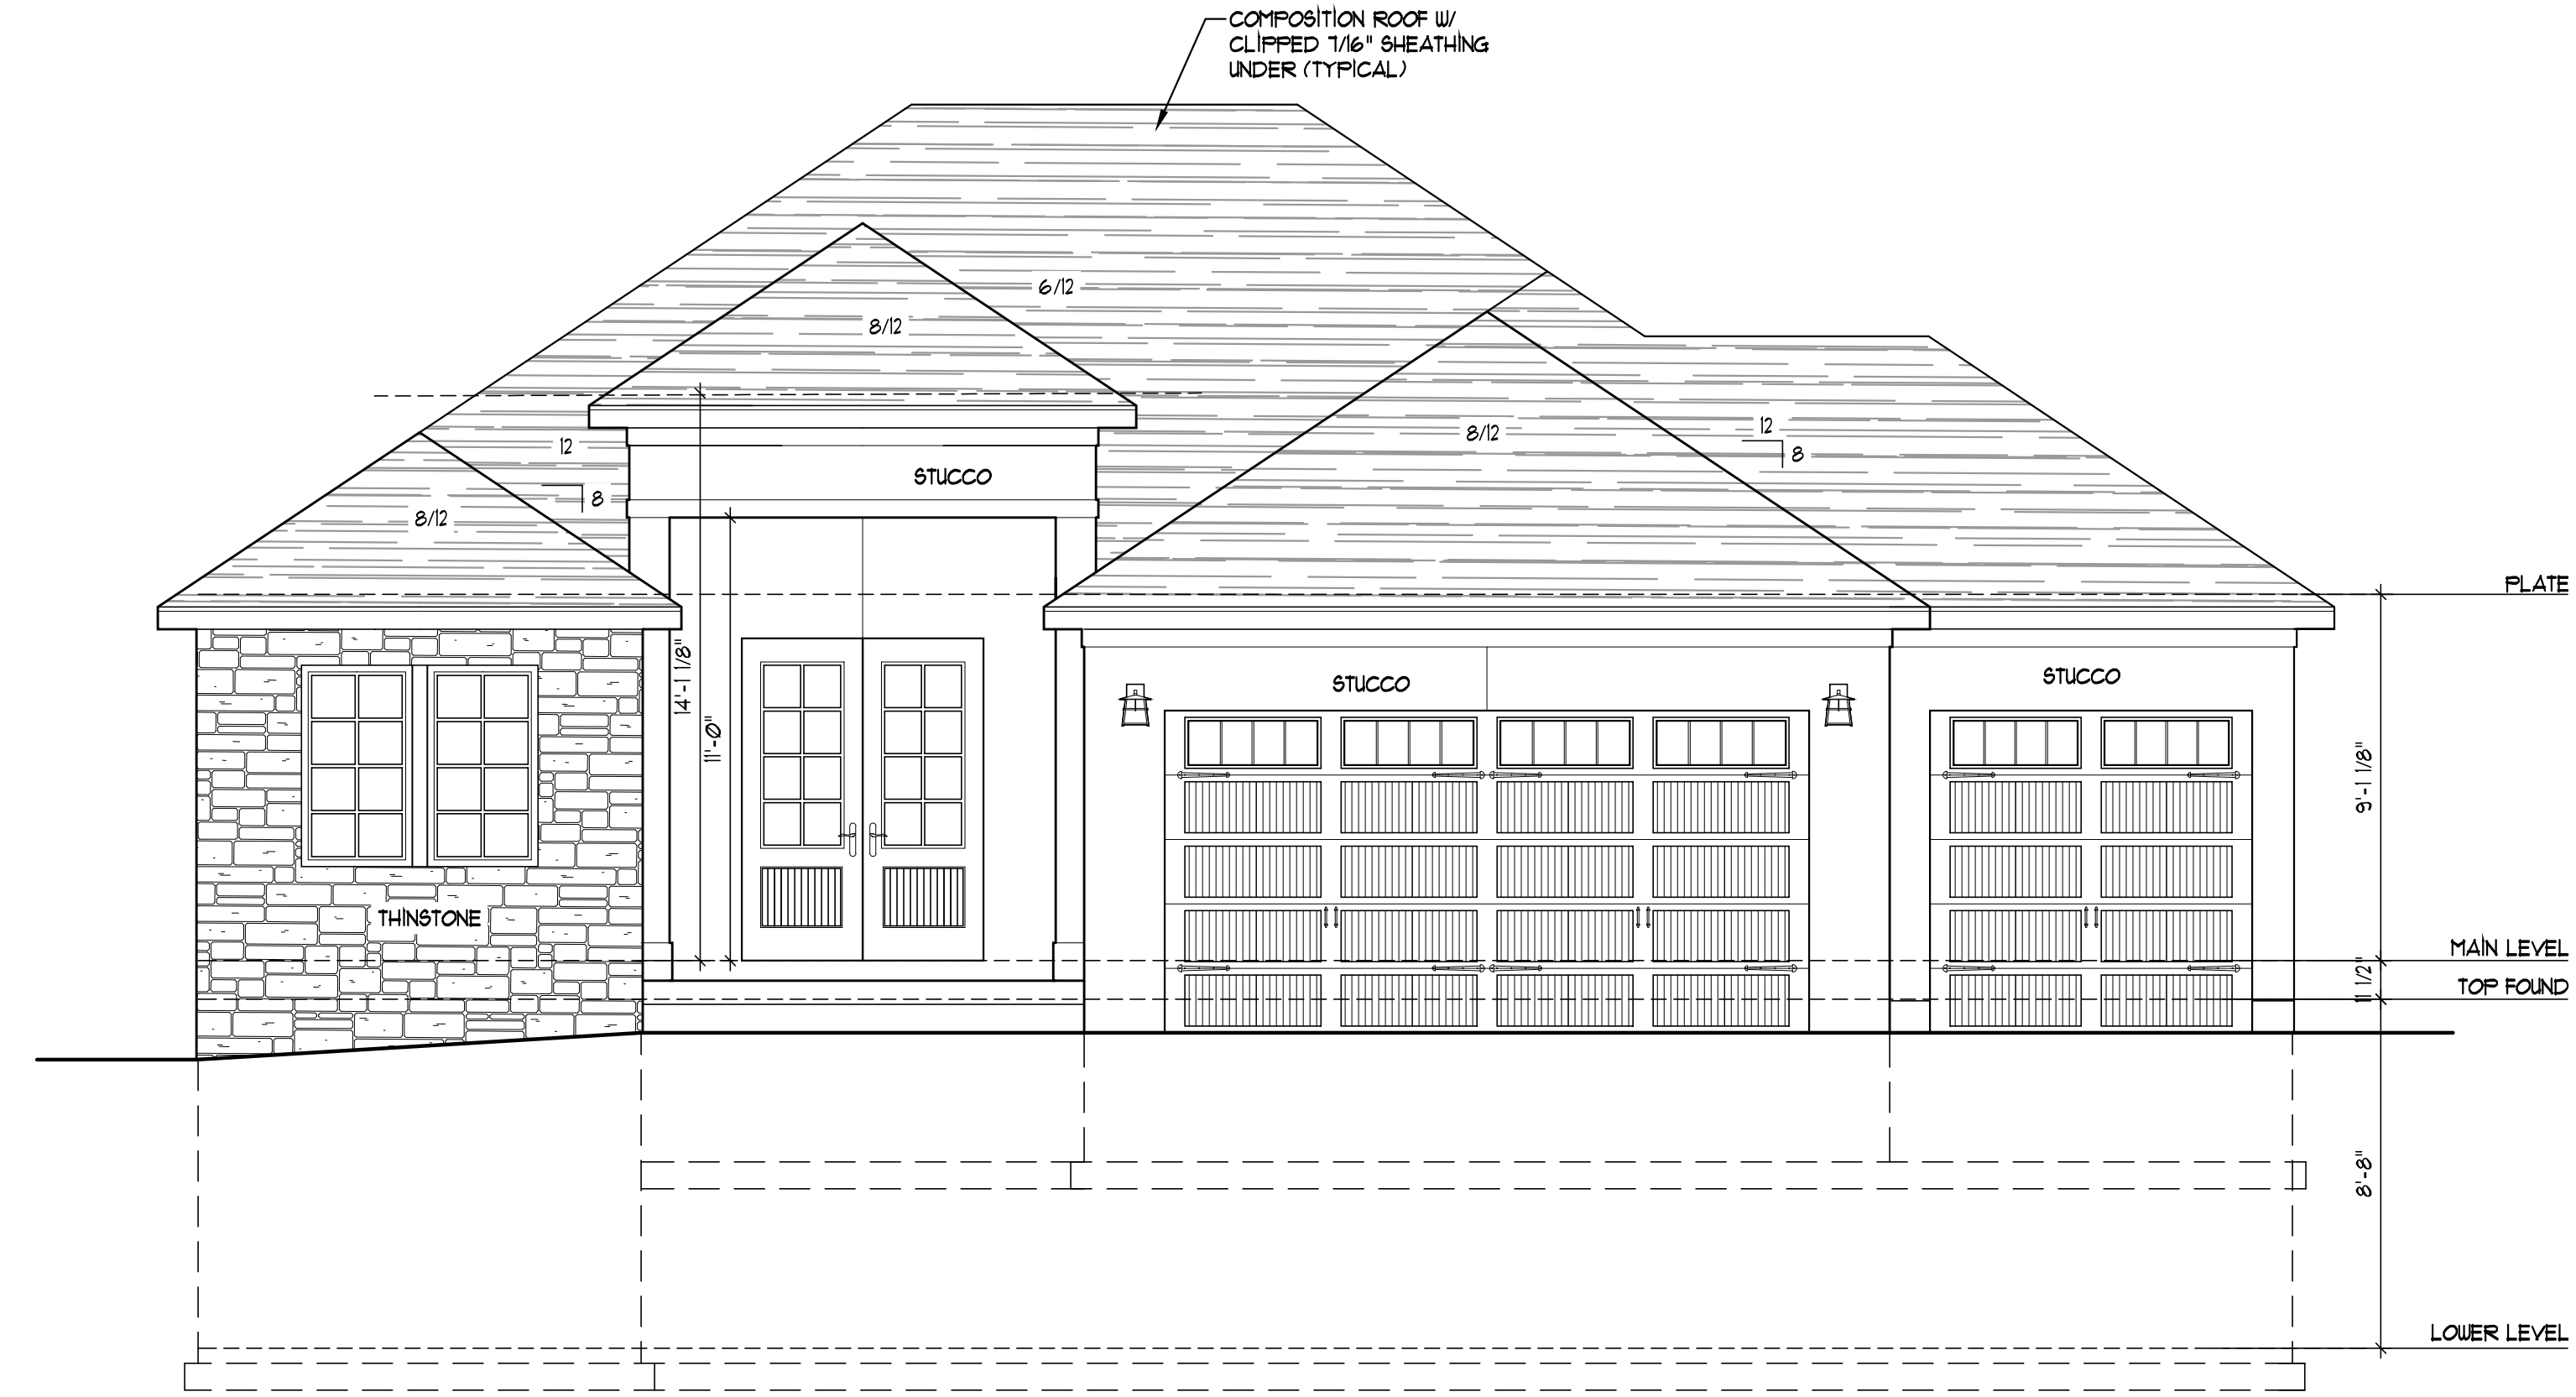 COMPOSITION ROOF W/
CLIPPED 7/16" SHEATHING
UNDER (TYPICAL)
6/12
8/12
12
8
8/12
12
8
8/12
STUCCO
PLATE
14'-1 1/8"
11'-0"
STUCCO
STUCCO
9'-1 1/8"
THINSTONE
MAIN LEVEL
11 1/2"
TOP FOUND
8'-8"
LOWER LEVEL